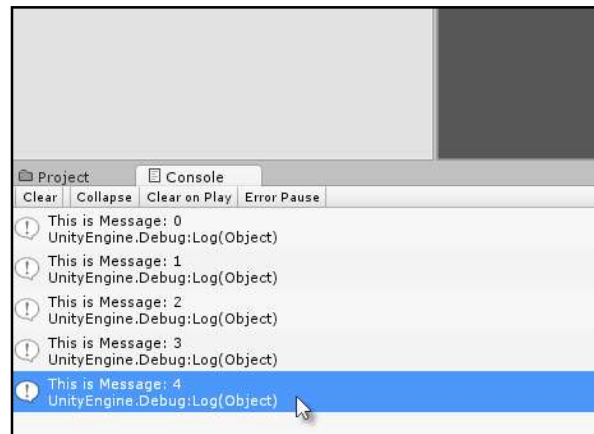 Project
Console
Clear Collapse Clear on Play Error Pause
This is Message: 0
UnityEngine.Debug:Log(Object)
This is Message: 1
UnityEngine.Debug:Log(Object)
This is Message: 2
UnityEngine.Debug:Log(Object)
This is Message: 3
UnityEngine.Debug:Log(Object)
This is Message: 4
UnityEngine.Debug:Log(Object)